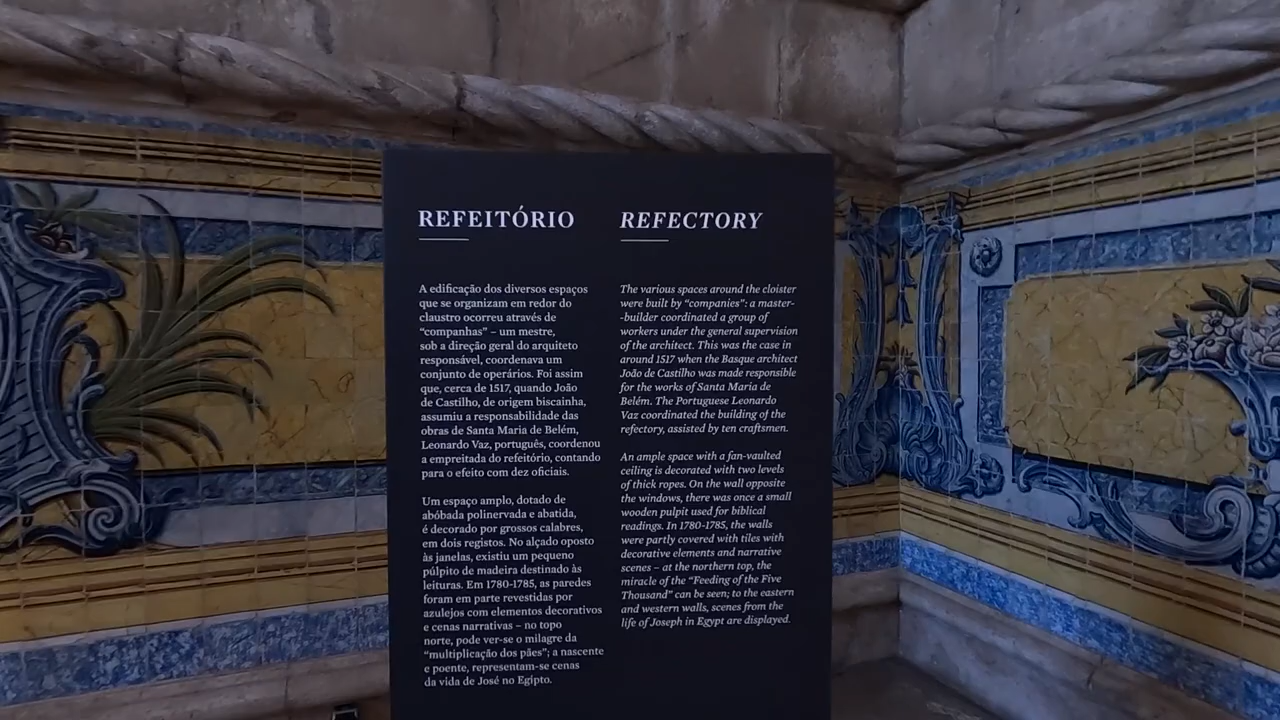 REFEITÓRIO
A edificação dos diversos espaços
que se organizam em redor do
claustro ocorreu através de
“companhas” – um mestre,
sob a direção geral do arquiteto
responsável, coordenava um
conjunto de operários. Foi assim
que, cerca de 1517, quando João
de Castilho, de origem biscainha,
assumiu a responsabilidade das
obras de Santa Maria de Belém,
Leonardo Vaz, português, coordenou
a empreitada do refeitório, contando
para o efeito com dez oficiais.
Um espaço amplo, dotado de
abóbada polinervada e abatida,
é decorado por grossos calabres,
em dois registos. No alçado oposto
às janelas, existiu um pequeno
púlpito de madeira destinado às
leituras. Em 1780-1785, as paredes
foram em parte revestidas por
azulejos com elementos decorativos
e cenas narrativas – no topo
norte, pode ver-se o milagre da
“multiplicação dos pães”; a nascente
e poente, representam-se cenas
da vida de José no Egipto.
REFECTORY
The various spaces around the cloister
were built by “companies”: a master-
-builder coordinated a group of
workers under the general supervision
of the architect. This was the case in
around 1517 when the Basque architect
João de Castilho was made responsible
for the works of Santa Maria de
Belém. The Portuguese Leonardo
Vaz coordinated the building of the
refectory, assisted by ten craftsmen.
An ample space with a fan-vaulted
ceiling is decorated with two levels
of thick ropes. On the wall opposite
the windows, there was once a small
wooden pulpit used for biblical
readings. In 1780-1785, the walls
were partly covered with tiles with
decorative elements and narrative
scenes – at the northern top, the
miracle of the “Feeding of the Five
Thousand” can be seen; to the eastern
and western walls, scenes from the
life of Joseph in Egypt are displayed.